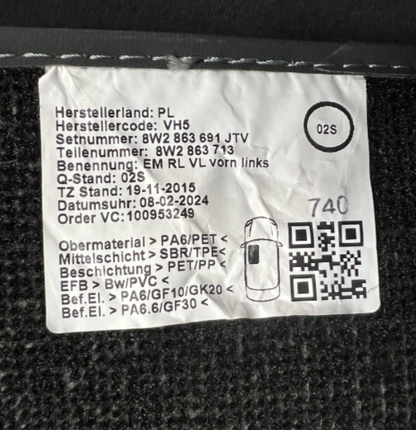 Herstellerland: PL
Herstellercode: VH5
Setnummer: 8W2 863 691 JTV
Teilenummer: 8W2 863 713
Benennung: EM RL VL vorn links
Q-Stand: 02S
TZ Stand: 19-11-2015
Datumsuhr: 08-02-2024
Order VC:100953249
02S
740
Obermaterial > PA6/PET <
Mittelschicht > SBR/TPE<
Beschichtung > PET/PP <
EFB > Bw/PVC <
Bef.El. > PA6/GF10/GK20 <
Bef.El. > PA6.6/GF30 <